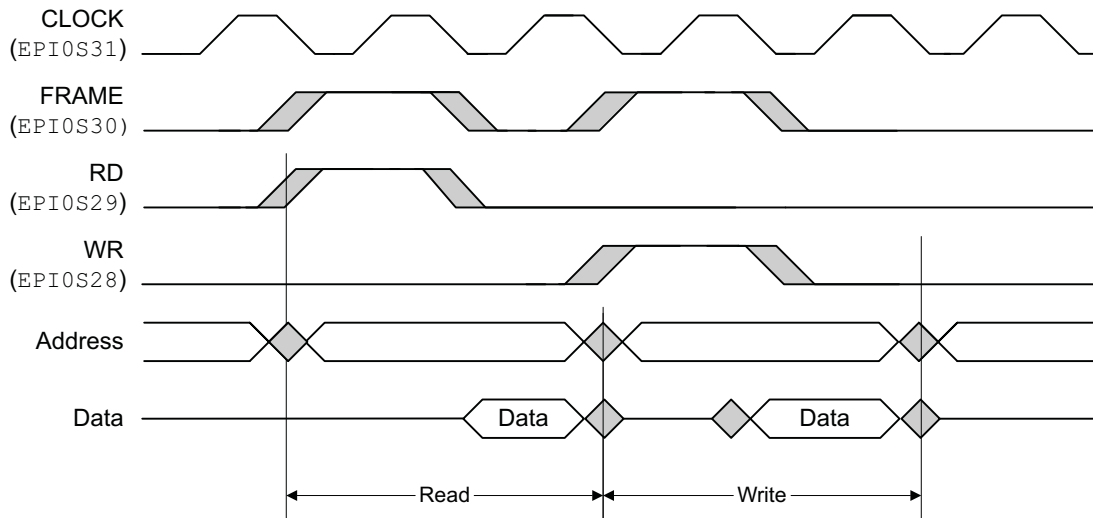 CLOCK
(EPI0S31)
FRAME
(EPI0S30)
RD
(EPI0S29)
WR
(EPI0S28)
Address
Data Data Data
Read Write